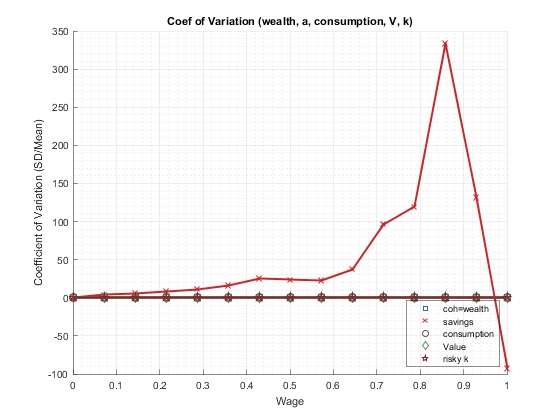 Coef of Variation (wealth, a, consumption, V, k)
350
300
250
200
150
100
50
0
-50
-100
Coefficient of Variation (SD/Mean)
coh=wealth
savings
consumption
Value
risky k
0 0.1 0.2 0.3 0.4 0.5 0.6 0.7 0.8 0.9 1
Wage